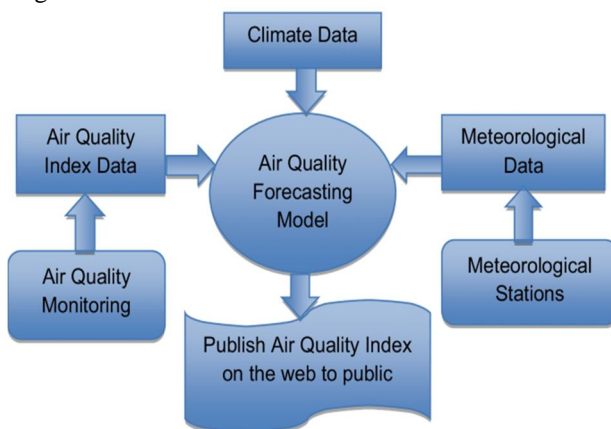 Climate Data
Air Quality
Index Data
Air Quality
Forecasting
Model
Meteorological
Data
Air Quality
Monitoring
Meteorological
Stations
Publish Air Quality Index
on the web to public